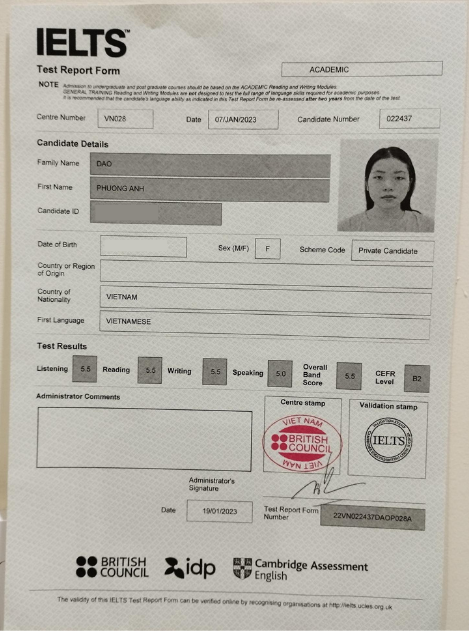 IELTS™
Test Report Form
ACADEMIC
NOTE Admission to undergraduate and post graduate courses should be based on the ACADEMIC Reading and Writing Modules.
GENERAL TRAINING Reading and Writing Modules are not designed to test the full range of language skills required for academic purposes.
It is recommended that the candidate's language ability as indicated in this Test Report Form be re-assessed after two years from the date of the test.
Centre Number VN028 Date 07/JAN/2023 Candidate Number 022437
Candidate Details
Family Name DAO
First Name PHUONG ANH
Candidate ID
Date of Birth Sex (M/F) F Scheme Code Private Candidate
Country or Region
of Origin
Country of
Nationality VIETNAM
First Language VIETNAMESE
Test Results
Listening 5.5 Reading 5.5 Writing 5.5 Speaking 5.0 Overall Band Score 5.5 CEFR Level B2
Administrator Comments
Centre stamp
Validation stamp
VIET NAM
BRITISH
COUNCIL
VIET NAM
IELTS
Administrator's
Signature
Date 19/01/2023
Test Report Form
Number 22VN022437DAOP028A
BRITISH
COUNCIL
idp
Cambridge Assessment
English
The validity of this IELTS Test Report Form can be verified online by recognising organisations at http://ielts.ucles.org.uk